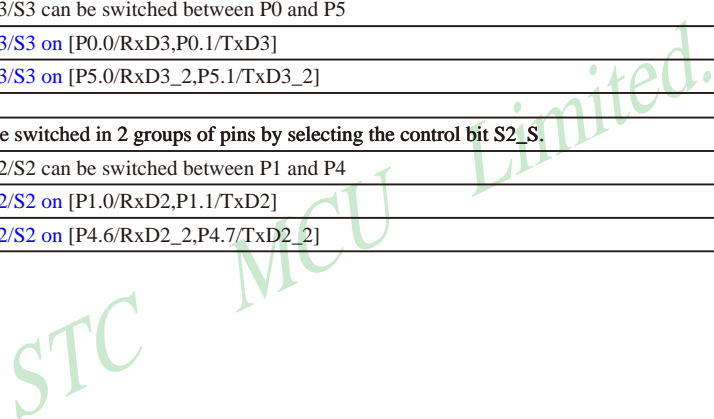 3/S3 can be switched between P0 and P5
3/S3 on [P0.0/RxD3,P0.1/TxD3]
3/S3 on [P5.0/RxD3_2,P5.1/TxD3_2]
e switched in 2 groups of pins by selecting the control bit S2_S.
2/S2 can be switched between P1 and P4
2/S2 on [P1.0/RxD2,P1.1/TxD2]
2/S2 on [P4.6/RxD2_2,P4.7/TxD2_2]
STC MCU Limited.